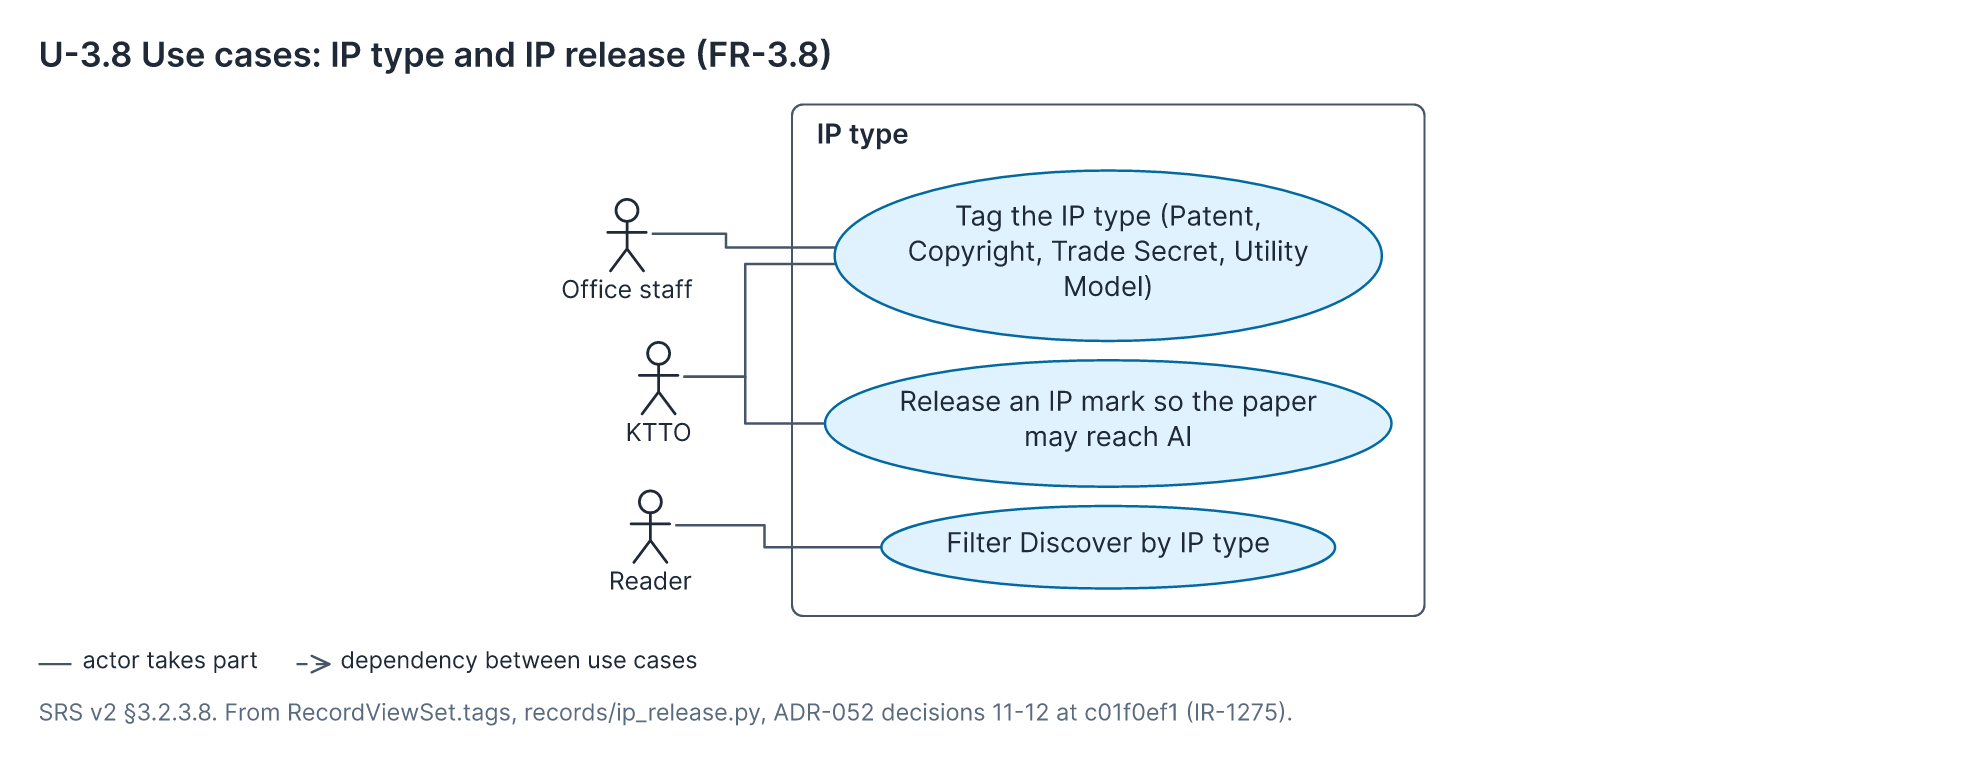 U-3.8 Use cases: IP type and IP release (FR-3.8)
IP type
Tag the IP type (Patent,
Copyright, Trade Secret, Utility
Model)
Office staff
Release an IP mark so the paper
may reach AI
KTTO
Filter Discover by IP type
Reader
actor takes part
dependency between use cases
SRS v2 §3.2.3.8. From RecordViewSet.tags, records/ip_release.py, ADR-052 decisions 11-12 at c01f0ef1 (IR-1275).